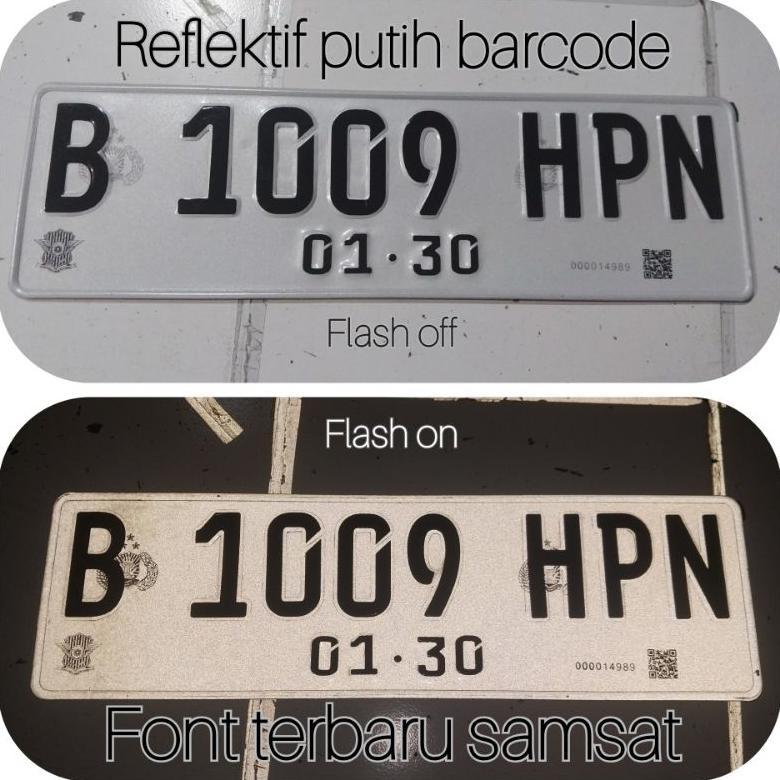 Reflektif putih barcode
B 1009 HPN
01·30
000014989
Flash off
Flash on
B 1009 HPN
01·30
000014989
Font terbaru samsat